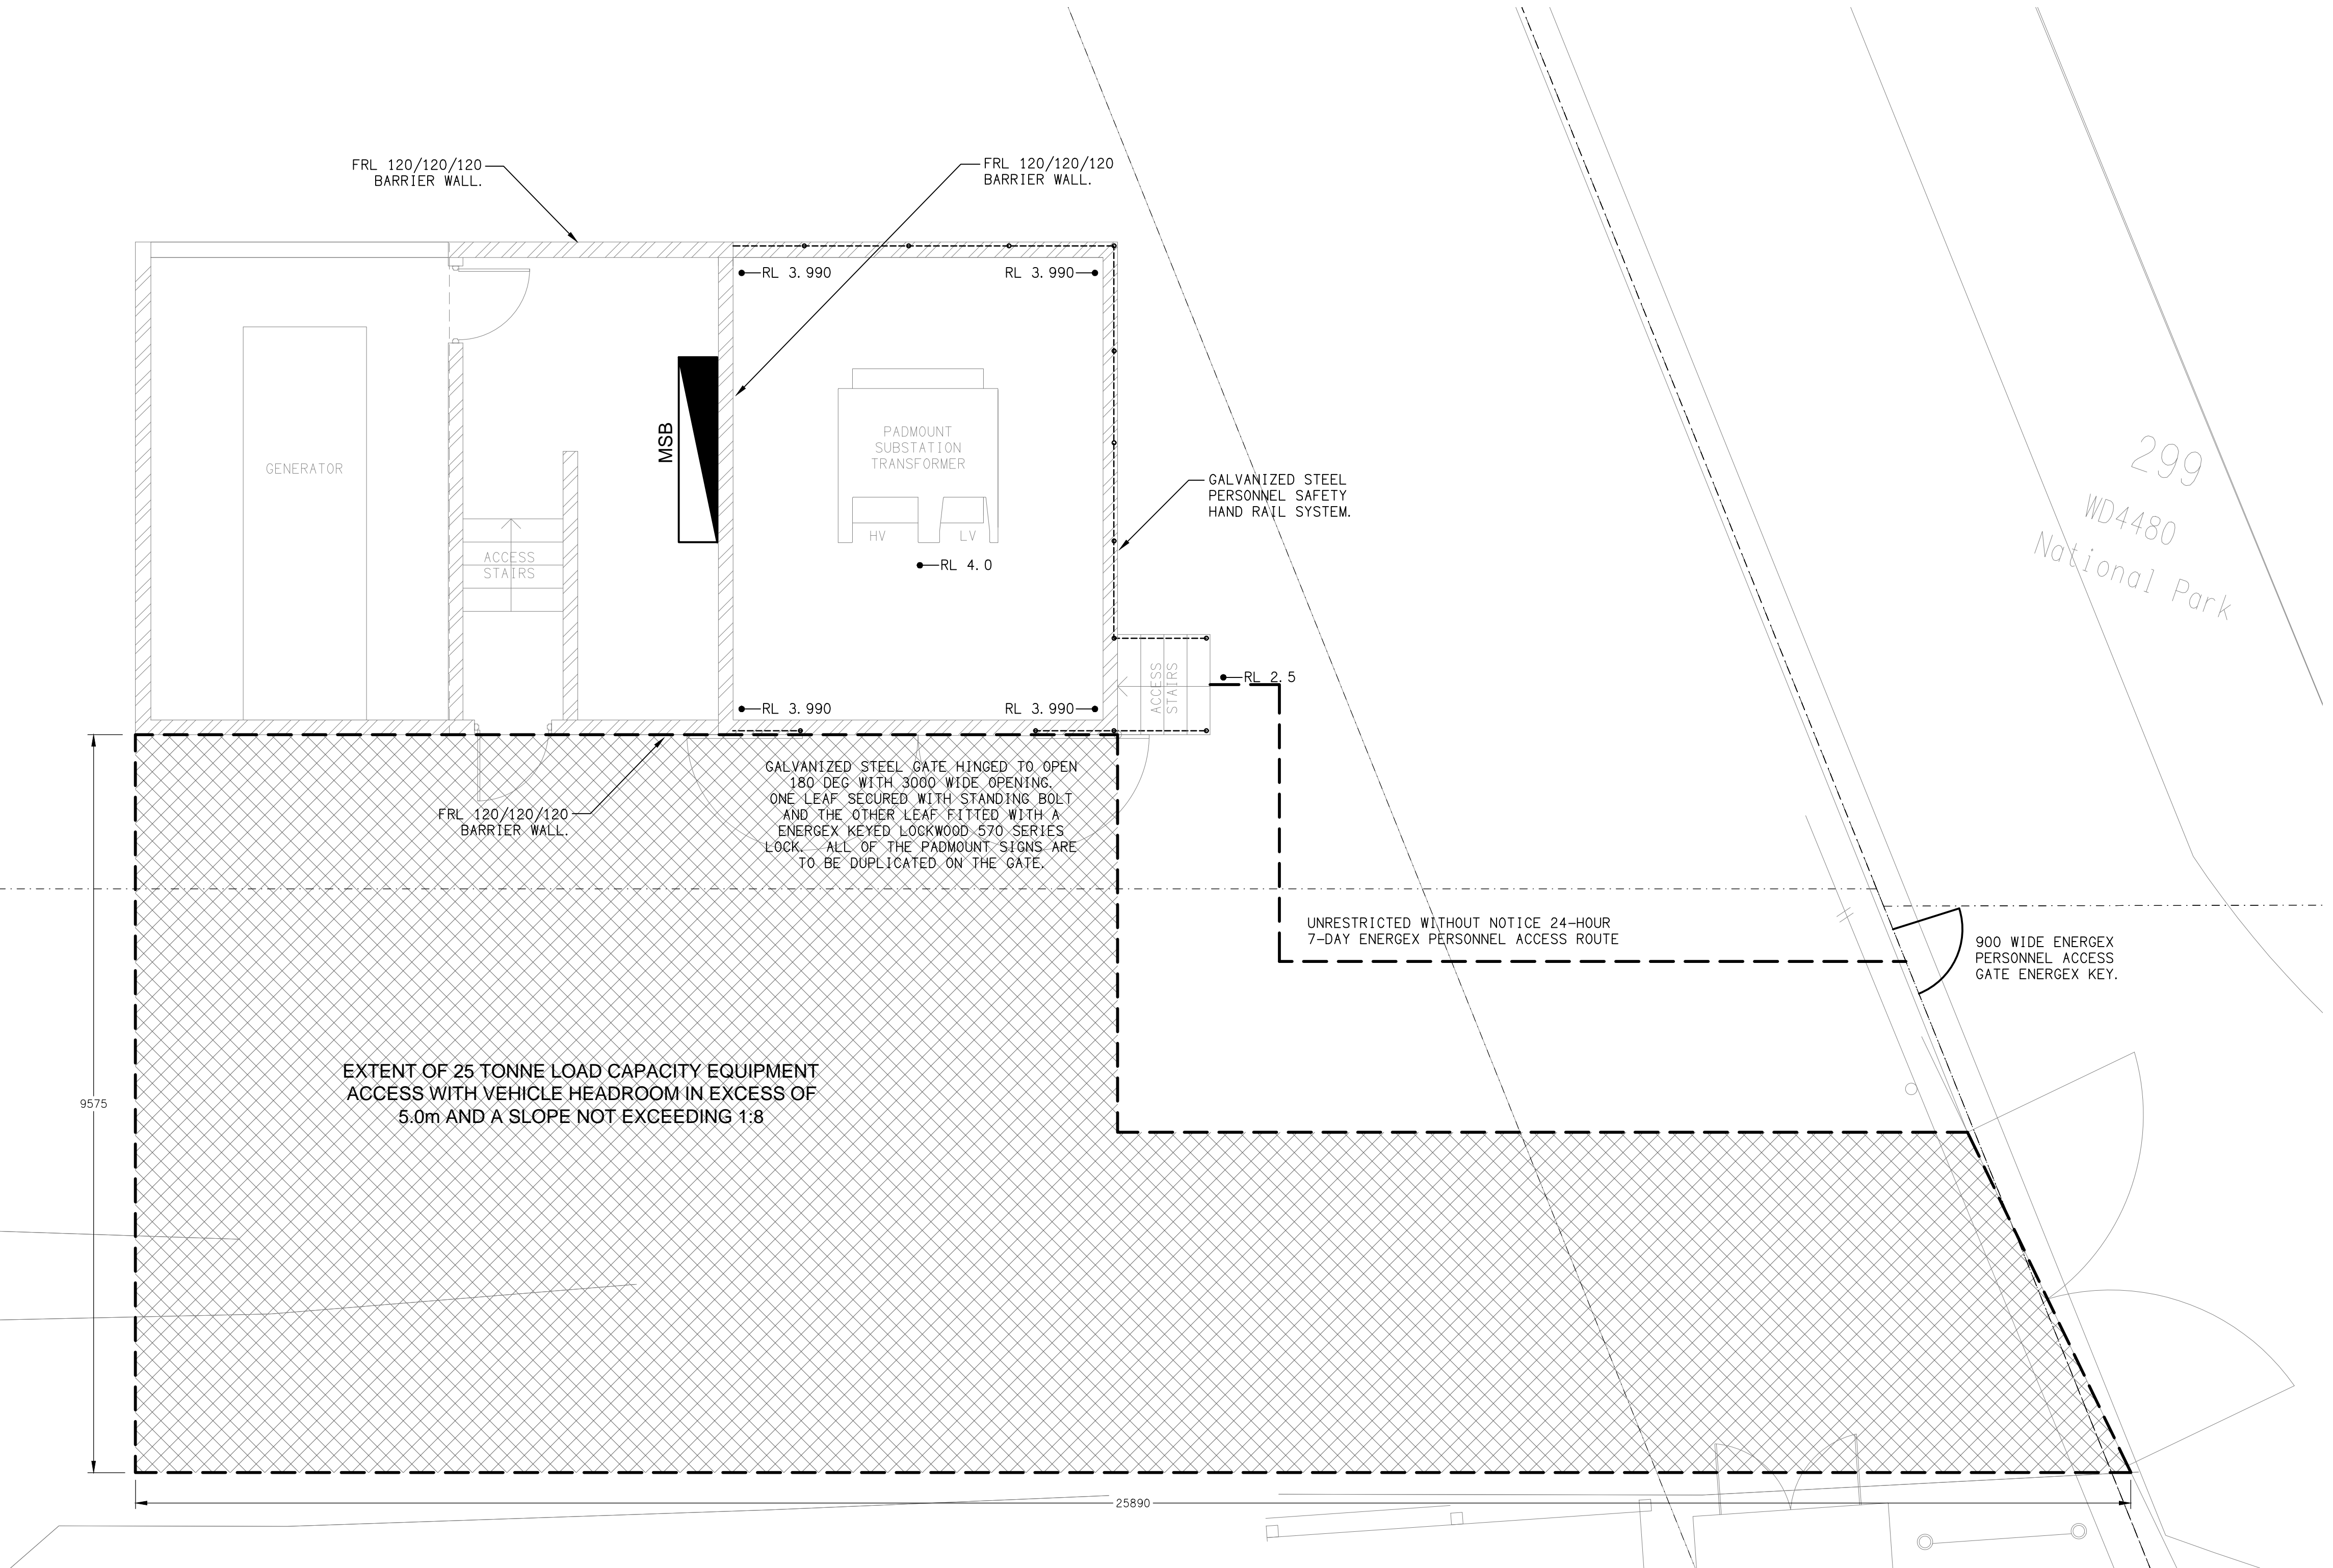 FRL 120/120/120
BARRIER WALL.
FRL 120/120/120
BARRIER WALL.
RL 3.990
RL 3.990
MSB
GENERATOR
PADMOUNT
SUBSTATION
TRANSFORMER
HV
LV
RL 4.0
ACCESS
STAIRS
GALVANIZED STEEL
PERSONNEL SAFETY
HAND RAIL SYSTEM.
299
WD4480
National Park
ACCESS
STAIRS
RL 2.5
RL 3.990
RL 3.990
GALVANIZED STEEL GATE HINGED TO OPEN
180 DEG WITH 3000 WIDE OPENING.
ONE LEAF SECURED WITH STANDING BOLT
AND THE OTHER LEAF FITTED WITH A
ENERGEX KEYED LOCKWOOD 570 SERIES
LOCK. ALL OF THE PADMOUNT SIGNS ARE
TO BE DUPLICATED ON THE GATE.
FRL 120/120/120
BARRIER WALL.
UNRESTRICTED WITHOUT NOTICE 24-HOUR
7-DAY ENERGEX PERSONNEL ACCESS ROUTE
900 WIDE ENERGEX
PERSONNEL ACCESS
GATE ENERGEX KEY.
9575
EXTENT OF 25 TONNE LOAD CAPACITY EQUIPMENT
ACCESS WITH VEHICLE HEADROOM IN EXCESS OF
5.0m AND A SLOPE NOT EXCEEDING 1:8
25890